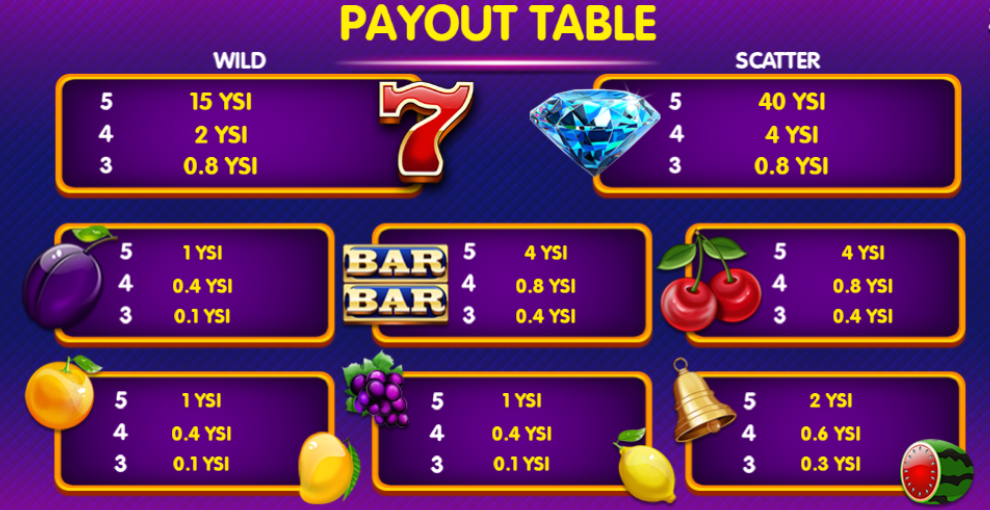 PAYOUT TABLE
WILD
5 15 YSI
4 2 YSI
3 0.8 YSI
SCATTER
5 40 YSI
4 4 YSI
3 0.8 YSI
5 1 YSI
4 0.4 YSI
3 0.1 YSI
BAR
BAR
5 4 YSI
4 0.8 YSI
3 0.4 YSI
5 4 YSI
4 0.8 YSI
3 0.4 YSI
5 1 YSI
4 0.4 YSI
3 0.1 YSI
5 1 YSI
4 0.4 YSI
3 0.1 YSI
5 2 YSI
4 0.6 YSI
3 0.3 YSI
7